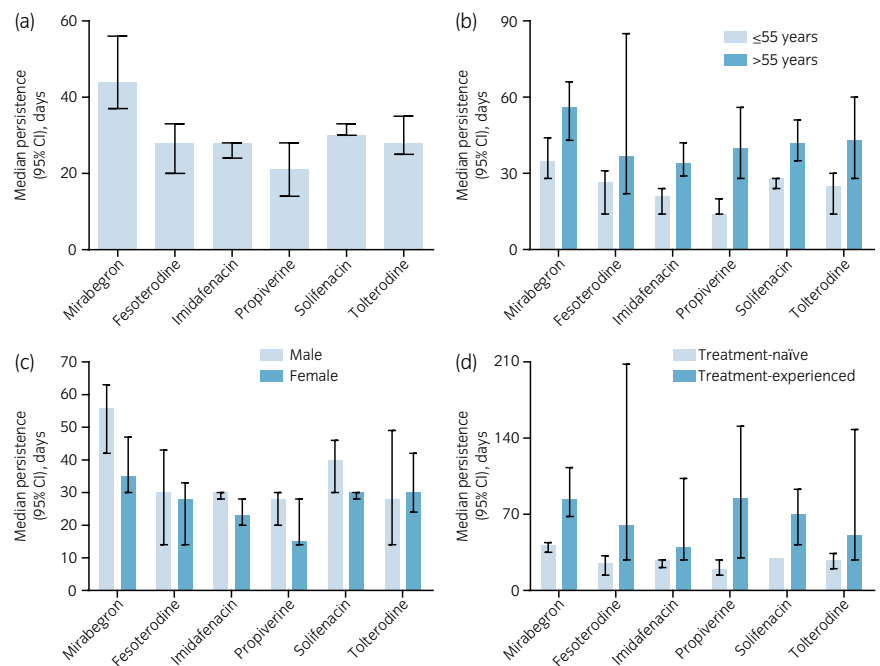 (a)
Median persistence
(95% CI), days
60
40
20
0
Mirabegron
Fesoterodine
Imidafenacin
Propiverine
Solifenacin
Tolterodine
(b)
≤55 years
>55 years
Median persistence
(95% CI), days
90
60
30
0
Mirabegron
Fesoterodine
Imidafenacin
Propiverine
Solifenacin
Tolterodine
(c)
Male
Female
Median persistence
(95% CI), days
70
60
50
40
30
20
10
0
Mirabegron
Fesoterodine
Imidafenacin
Propiverine
Solifenacin
Tolterodine
(d)
Treatment-naïve
Treatment-experienced
Median persistence
(95% CI), days
210
140
70
0
Mirabegron
Fesoterodine
Imidafenacin
Propiverine
Solifenacin
Tolterodine